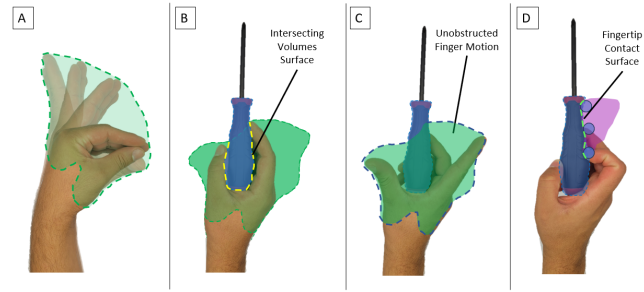 A
B
Intersecting
Volumes
Surface
C
Unobstructed
Finger Motion
D
Fingertip
Contact
Surface